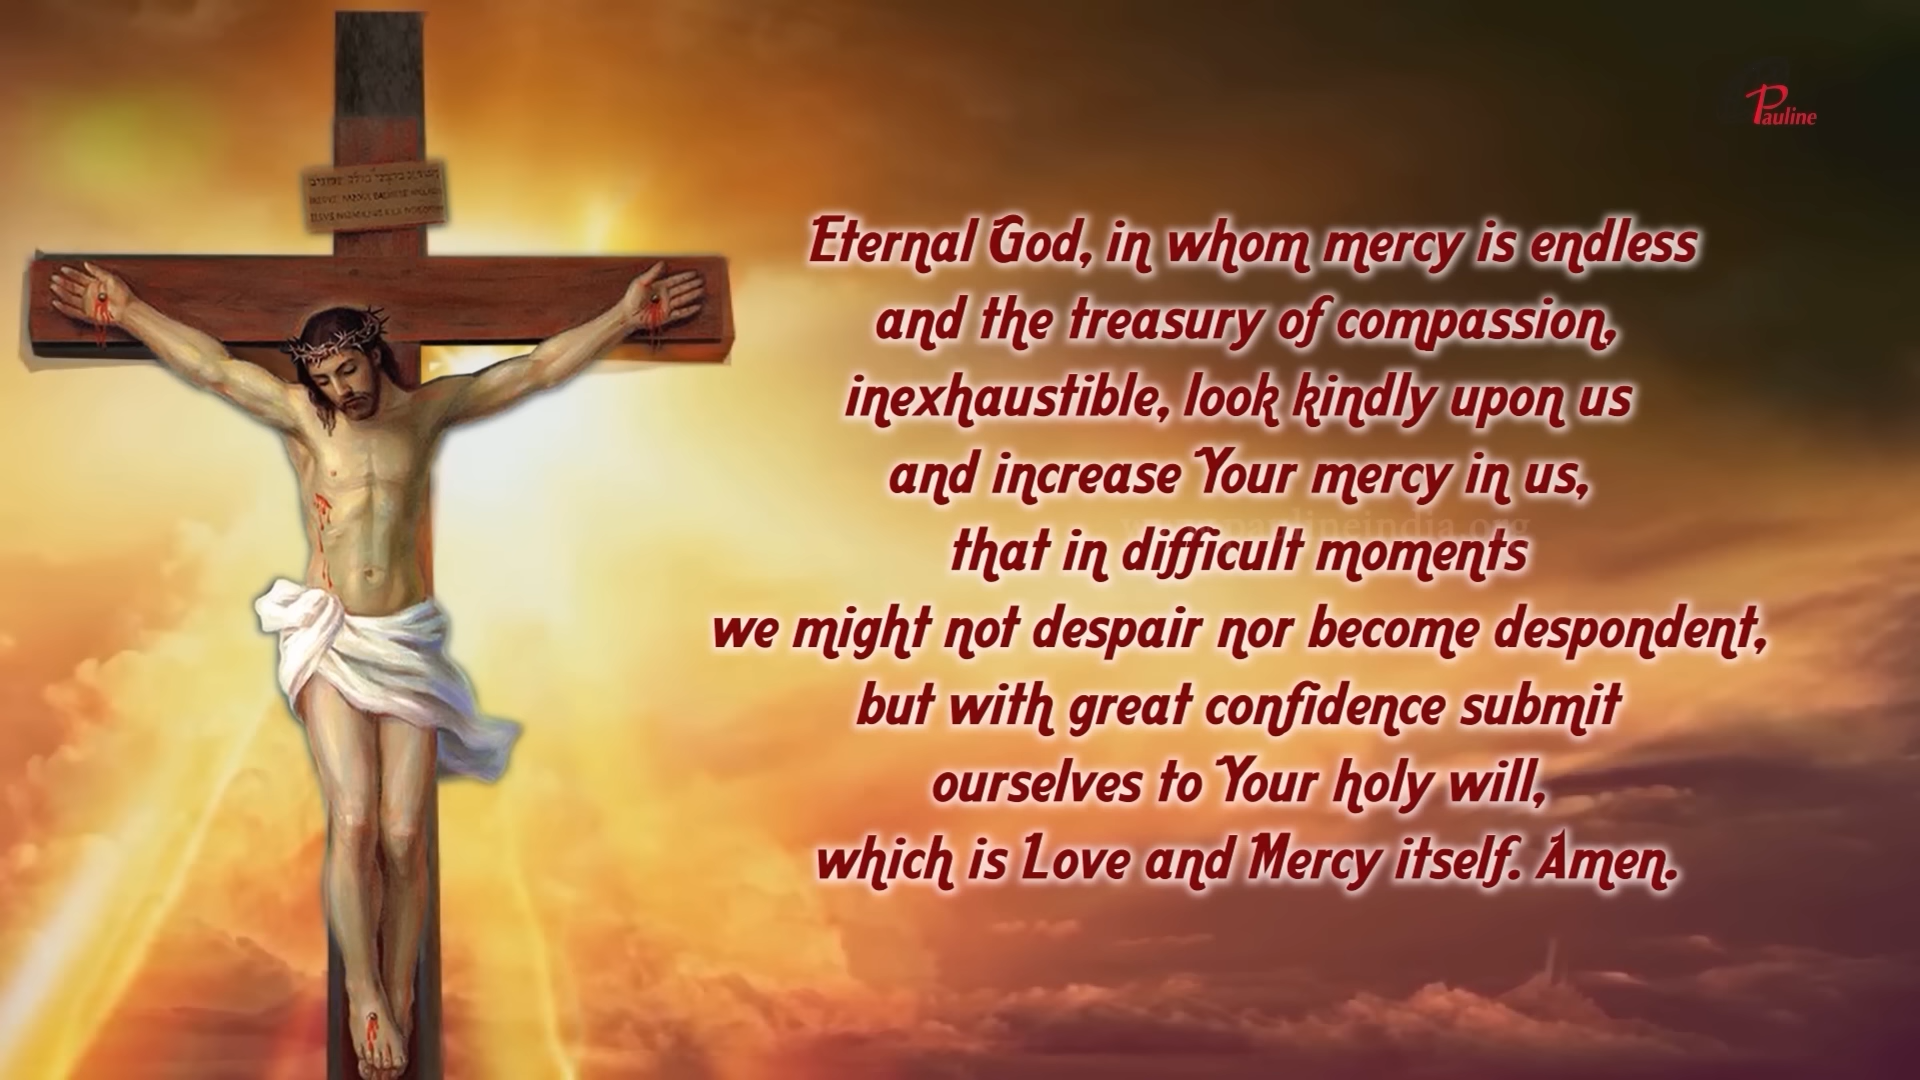 Pauline
Eternal God, in whom mercy is endless
and the treasury of compassion,
inexhaustible, look kindly upon us
and increase Your mercy in us,
that in difficult moments
we might not despair nor become despondent,
but with great confidence submit
ourselves to Your holy will,
which is Love and Mercy itself. Amen.